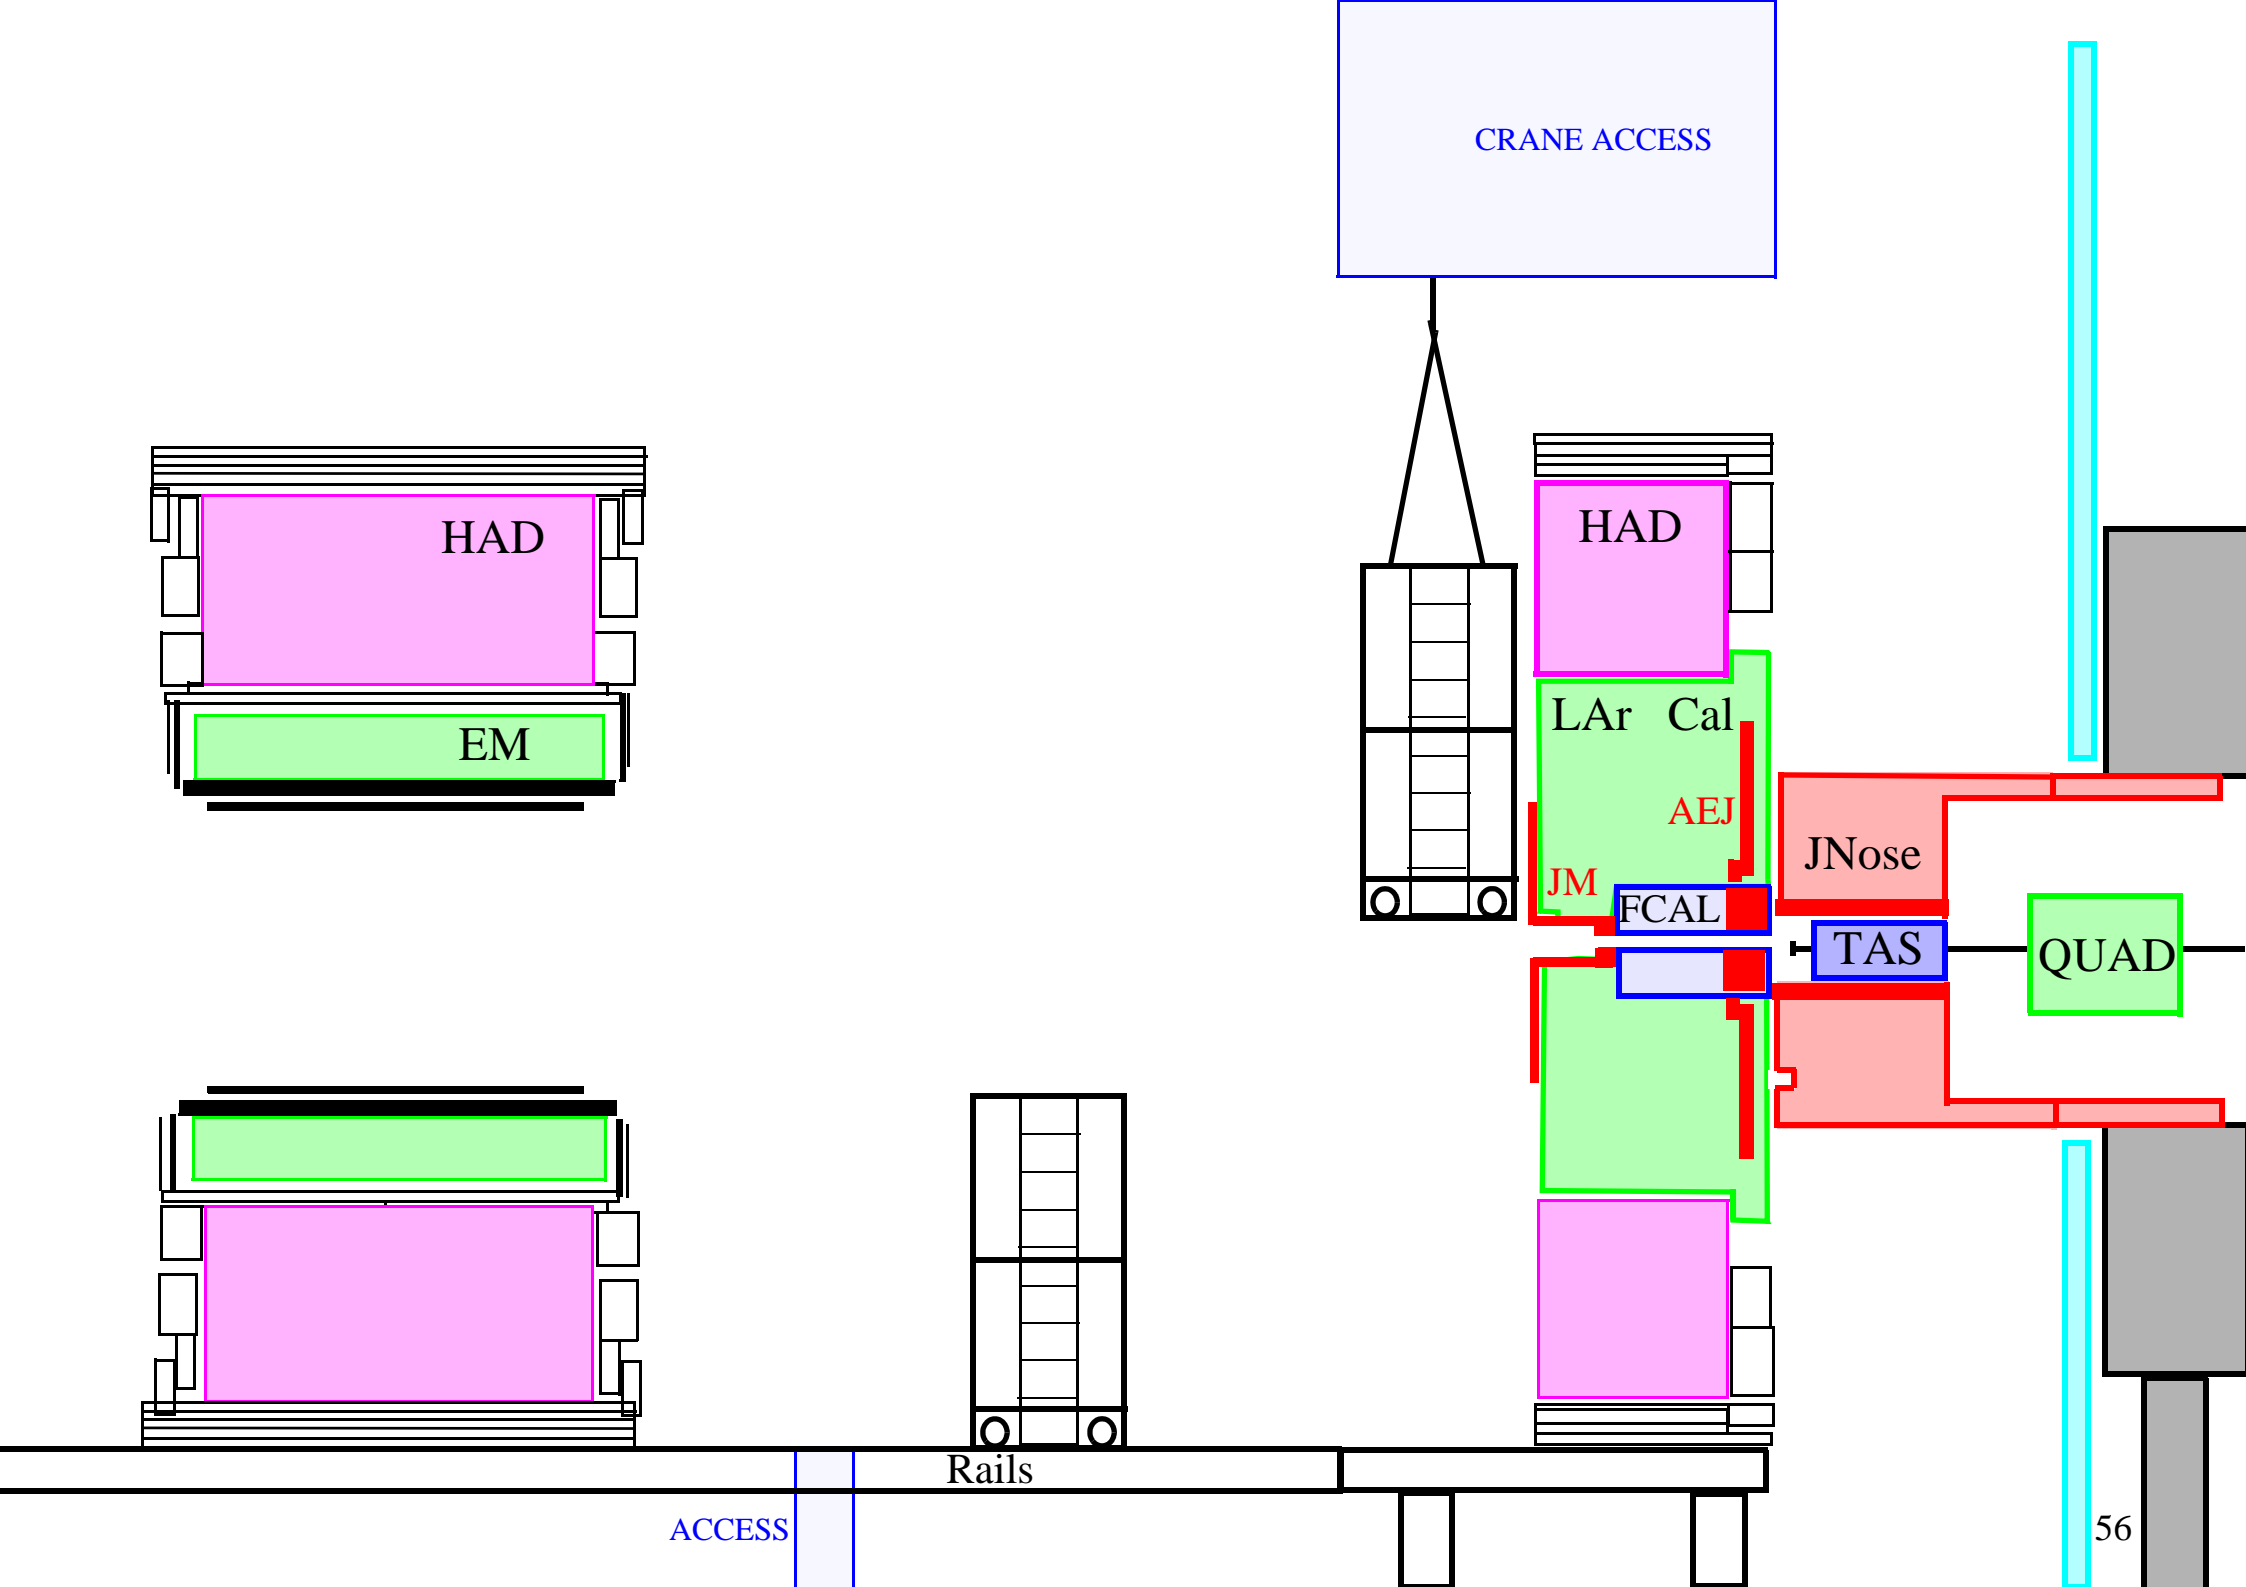 CRANE ACCESS
HAD
HAD
EM
LAr Cal
AEJ
JM
FCAL
JNose
TAS
QUAD
Rails
ACCESS
56